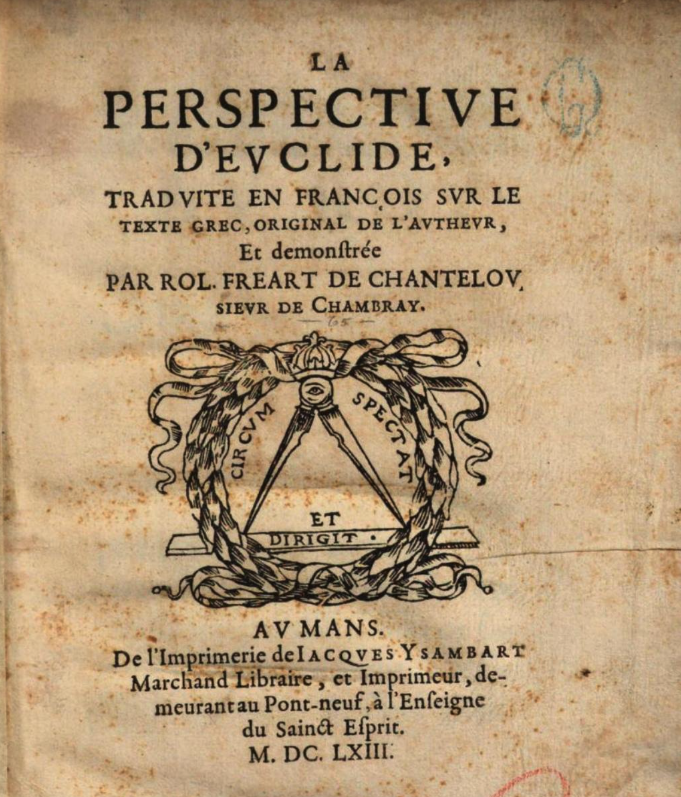 LA
PERSPECTIVE
D'EVCLIDE,
TRADVITE EN FRANCOIS SVR LE
TEXTE GREC, ORIGINAL DE L'AVTHEVR,
Et demonſtrée
PAR ROL. FREART DE CHANTELOV,
SIEVR DE CHAMBRAY.
65
CIRCVM SPECTAT
ET
DIRIGIT.
AV MANS.
De l'Imprimerie de IACQVES YSAMBART
Marchand Libraire, et Imprimeur, de-
meurant au Pont-neuf, à l'Enſeigne
du Sainct Eſprit.
M. DC. LXIII.